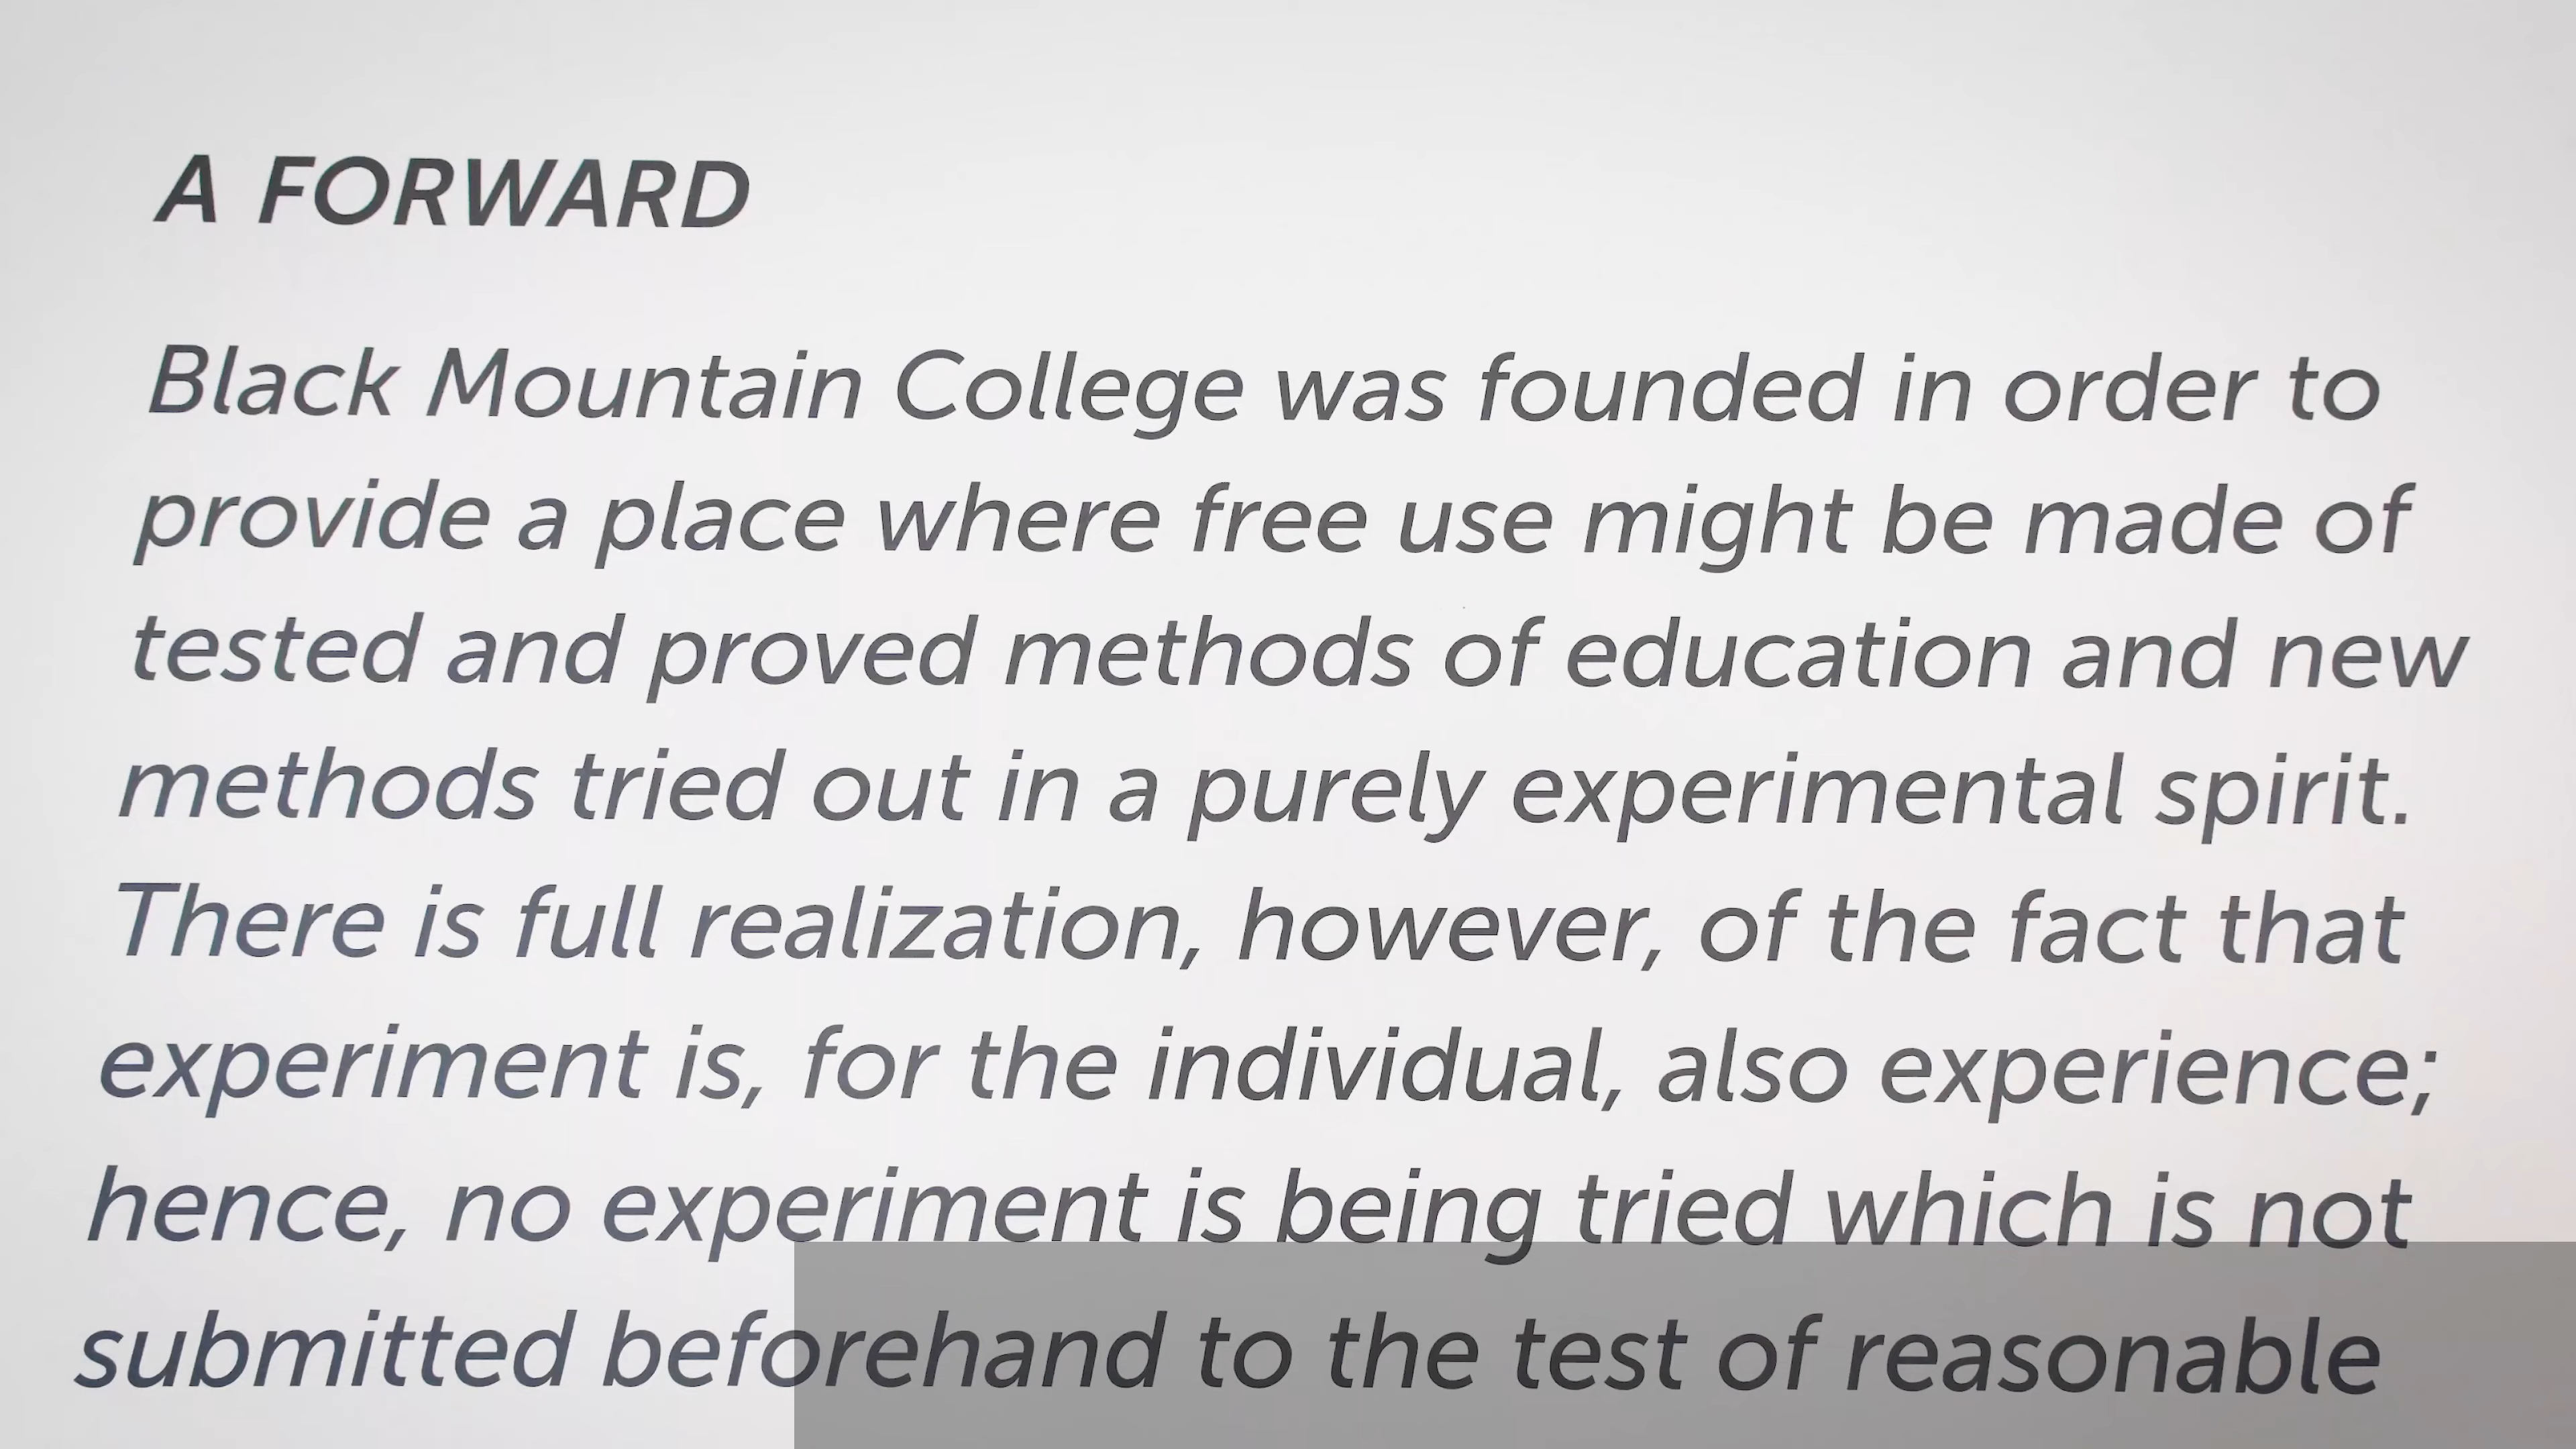 A FORWARD
Black Mountain College was founded in order to
provide a place where free use might be made of
tested and proved methods of education and new
methods tried out in a purely experimental spirit.
There is full realization, however, of the fact that
experiment is, for the individual, also experience;
hence, no experiment is being tried which is not
submitted beforehand to the test of reasonable